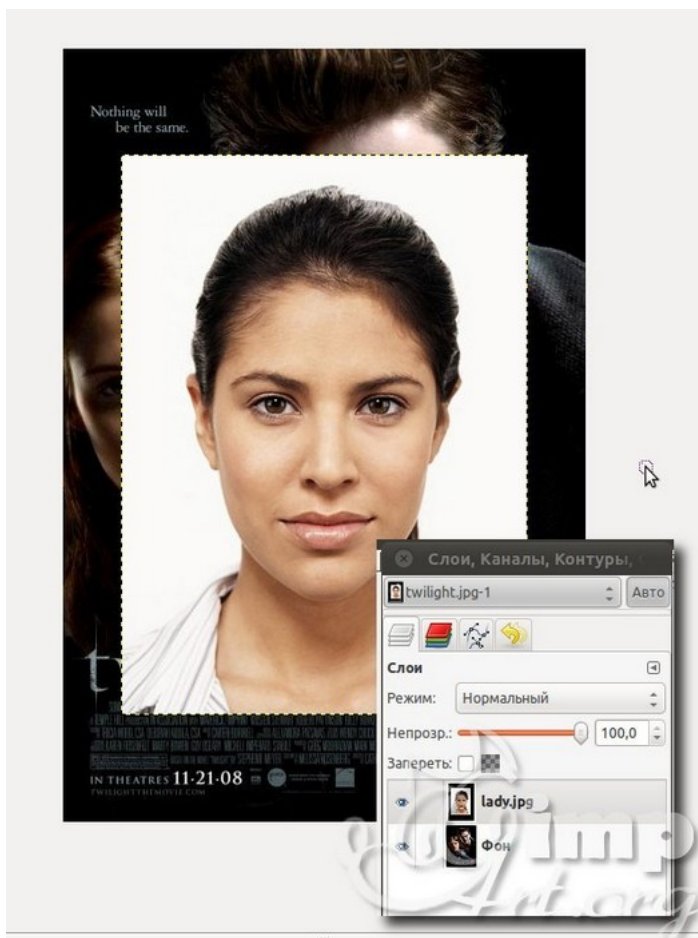 Nothing will
be the same.
t
IN THEATRES 11·21·08
TWILIGHTTHEMOVIE.COM
Слои, Каналы, Контуры,
twilight.jpg-1
Авто
Слои
Режим: Нормальный
Непрозр.: 100,0
Запереть:
lady.jpg
Фон
Gimp
Art.org